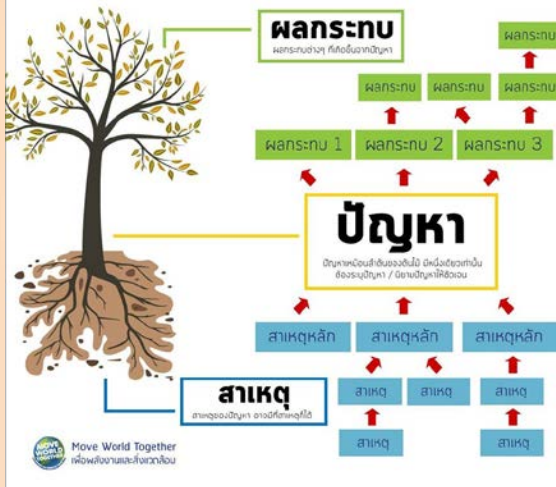 ผลกระทบ
ผลกระทบต่างๆ ที่เกิดขึ้นจากปัญหา
ผลกระทบ
ผลกระทบ
ผลกระทบ
ผลกระทบ
ผลกระทบ 1
ผลกระทบ 2
ผลกระทบ 3
ปัญหา
ปัญหาเหมือนลำต้นของต้นไม้ มีหนึ่งเดียวเท่านั้น
ต้องระบุปัญหา / นิยามปัญหาให้ชัดเจน
สาเหตุหลัก
สาเหตุหลัก
สาเหตุหลัก
สาเหตุ
สาเหตุของปัญหา อาจมีกี่สาเหตุก็ได้
สาเหตุ
สาเหตุ
สาเหตุ
สาเหตุ
สาเหตุ
MOVE WORLD TOGETHER
Move World Together
เพื่อพลังงานและสิ่งแวดล้อม